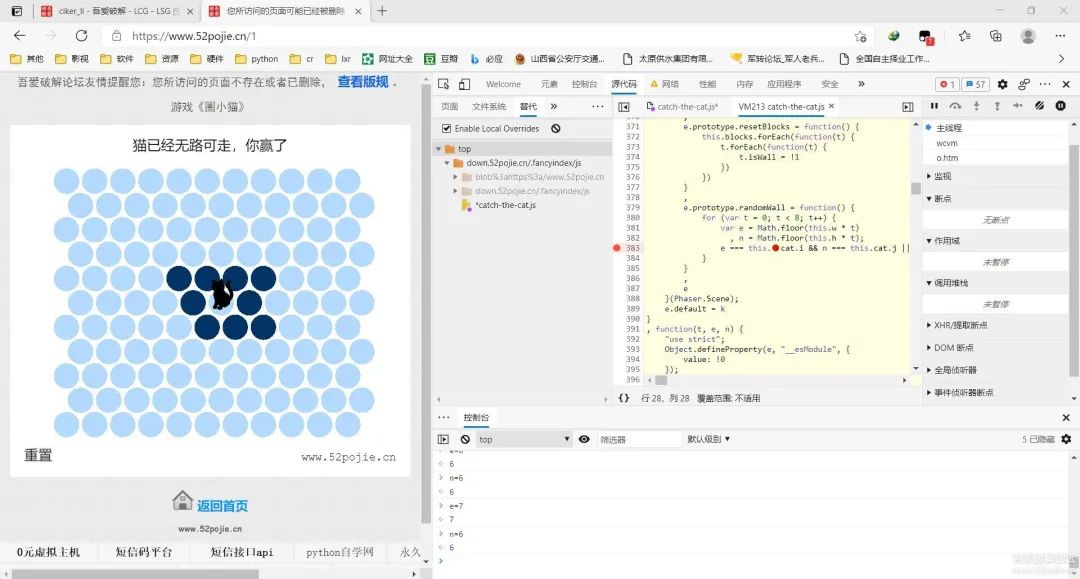 ciker_li - 吾爱破解 - LCG - LSG
您所访问的页面可能已经被删除
https://www.52pojie.cn/1
7
其他 影视 软件 资源 硬件 python cr lxr 网址大全 豆瓣 必应 山西省公安厅交通... 太原供水集团有限... 军转论坛_军人老兵... 全国自主择业工作...
吾爱破解论坛友情提醒您：您所访问的页面不存在或者已删除， 查看版规 。
游戏《圈小猫》
猫已经无路可走，你赢了
重置
www.52pojie.cn
返回首页
www.52pojie.cn
0元虚拟主机 短信码平台 短信接口api python自学网 永久
Welcome 元素 控制台 源代码 网络 性能 内存 应用程序 安全 » 1 57
页面 文件系统 替代 »
Enable Local Overrides
top
down.52pojie.cn/.fancyindex/js
blob%3ahttps%3a/www.52pojie.cn
down.52pojie.cn/.fancyindex/js
*catch-the-cat.js
catch-the-cat.js* VM213 catch-the-cat.js
371 e.prototype.resetBlocks = function() {
372 this.blocks.forEach(function(t) {
373 t.forEach(function(t) {
374 t.isWall = !1
375 })
376 })
377 }
378 ,
379 e.prototype.randomWall = function() {
380 for (var t = 0; t < 8; t++) {
381 var e = Math.floor(this.w * t)
382 , n = Math.floor(this.h * t);
383 e === this.cat.i && n === this.cat.j ||
384 }
385 }
386 ,
387 e
388 }(Phaser.Scene);
389 e.default = k
390 }
391 , function(t, e, n) {
392 "use strict";
393 Object.defineProperty(e, "__esModule", {
394 value: !0
395 });
396
{} 行 28，列 28 覆盖范围: 不适用
主线程
wcvm
o.htm
监视
断点
无断点
作用域
未暂停
调用堆栈
未暂停
XHR/提取断点
DOM 断点
全局侦听器
事件侦听器断点
控制台
top 筛选器 默认级别 5 已隐藏
6
n=6
6
e=7
7
n=6
6
吾爱破解论坛
www.52pojie.cn